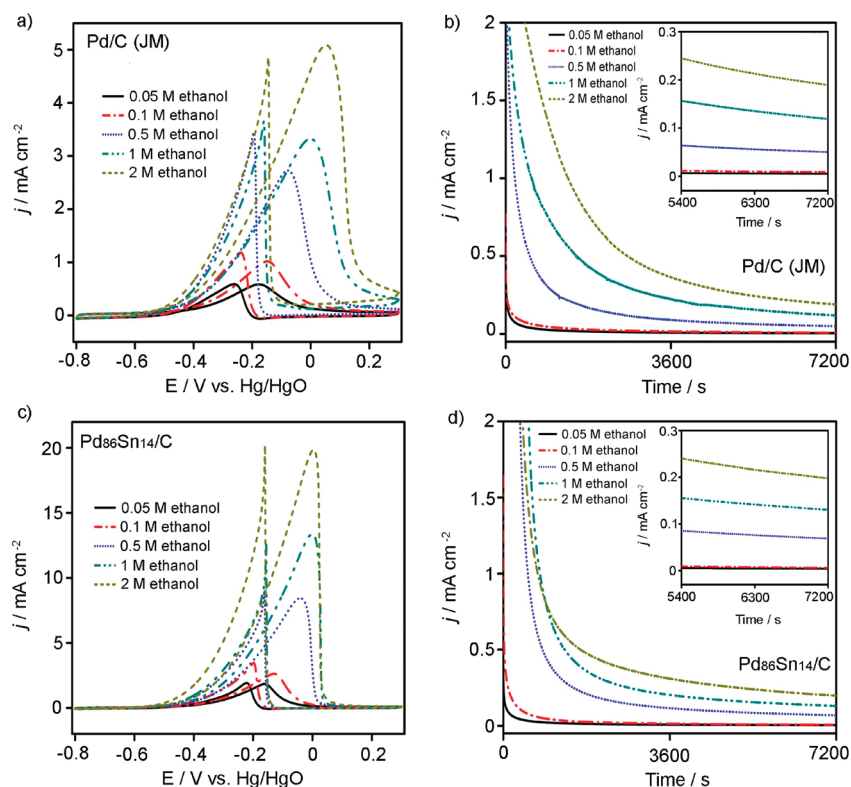 a)
Pd/C (JM)
0.05 M ethanol
0.1 M ethanol
0.5 M ethanol
1 M ethanol
2 M ethanol
5
4
3
2
1
0
j / mA cm⁻²
-0.8 -0.6 -0.4 -0.2 0 0.2
E / V vs. Hg/HgO
b)
0.05 M ethanol
0.1 M ethanol
0.5 M ethanol
1 M ethanol
2 M ethanol
2
1.5
1
0.5
0
j / mA cm⁻²
0.3
0.2
0.1
0
j / mA cm⁻²
5400 6300 7200
Time / s
Pd/C (JM)
0 3600 7200
Time / s
c)
Pd₈₆Sn₁₄/C
0.05 M ethanol
0.1 M ethanol
0.5 M ethanol
1 M ethanol
2 M ethanol
20
15
10
5
0
j / mA cm⁻²
-0.8 -0.6 -0.4 -0.2 0 0.2
E / V vs. Hg/HgO
d)
0.05 M ethanol
0.1 M ethanol
0.5 M ethanol
1 M ethanol
2 M ethanol
2
1.5
1
0.5
0
j / mA cm⁻²
0.3
0.2
0.1
0
j / mA cm⁻²
5400 6300 7200
Time / s
Pd₈₆Sn₁₄/C
0 3600 7200
Time / s